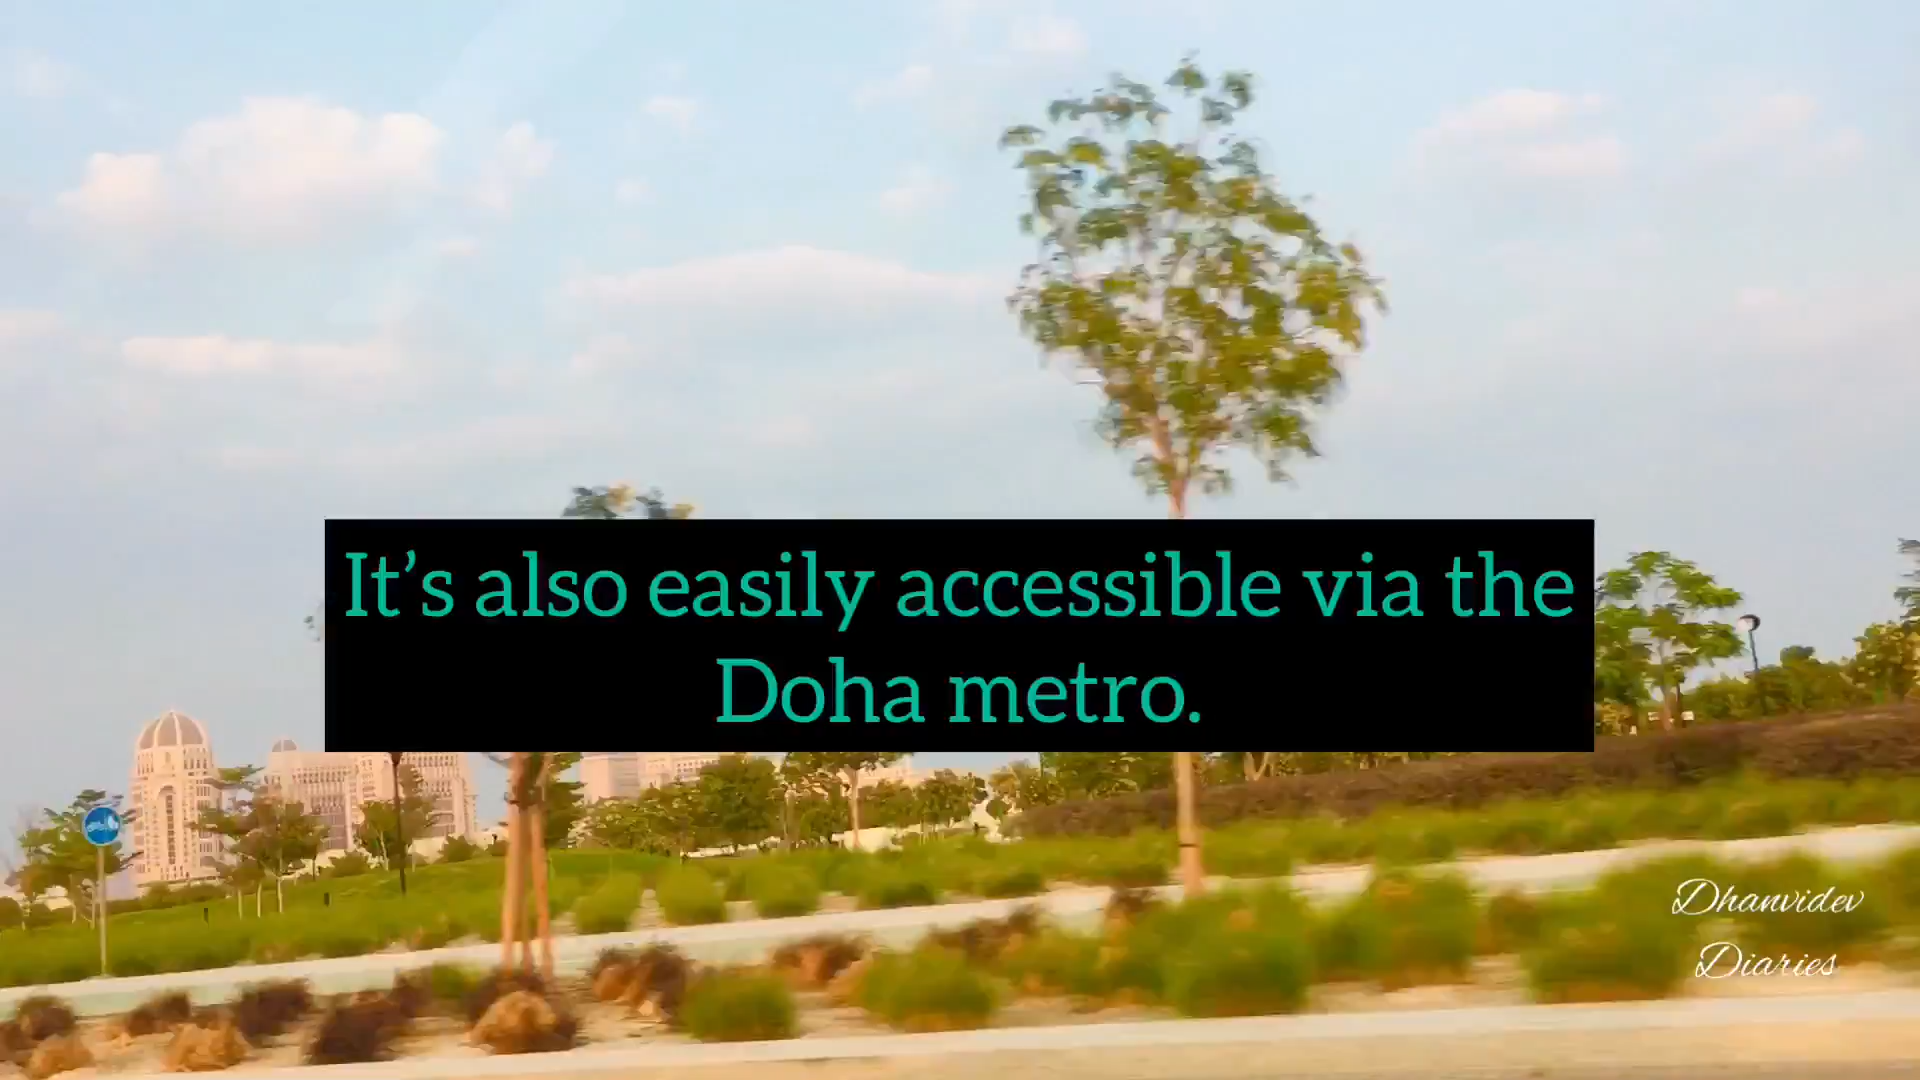 It’s also easily accessible via the
Doha metro.
Dhanvidev
Diaries